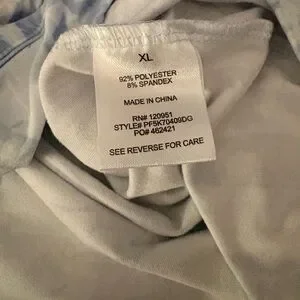 XL
92% POLYESTER
8% SPANDEX
MADE IN CHINA
RN# 120951
STYLE# PF5K70409DG
PO# 462421
SEE REVERSE FOR CARE